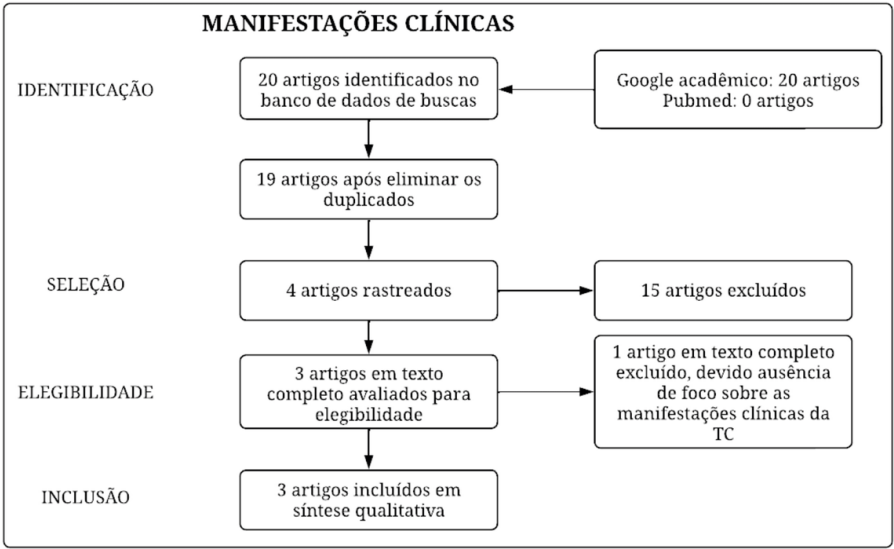 MANIFESTAÇÕES CLÍNICAS
IDENTIFICAÇÃO
20 artigos identificados no
banco de dados de buscas
Google acadêmico: 20 artigos
Pubmed: 0 artigos
19 artigos após eliminar os
duplicados
SELEÇÃO
4 artigos rastreados
15 artigos excluídos
ELEGIBILIDADE
3 artigos em texto
completo avaliados para
elegibilidade
1 artigo em texto completo
excluído, devido ausência
de foco sobre as
manifestações clínicas da
TC
INCLUSÃO
3 artigos incluídos em
síntese qualitativa